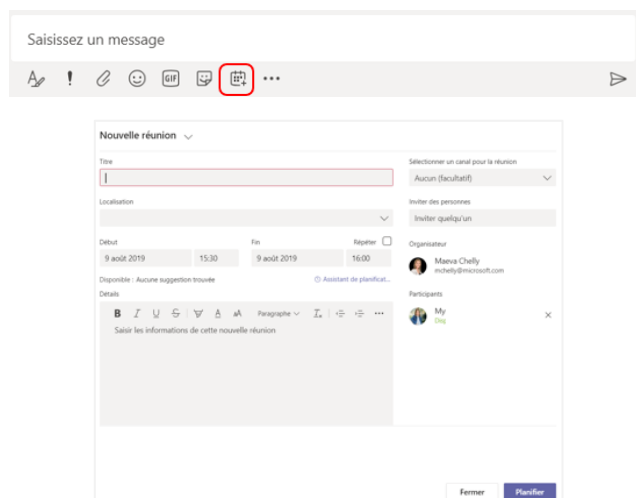 Saisissez un message
GIF
Nouvelle réunion
Titre
Sélectionner un canal pour la réunion
Aucun (facultatif)
Localisation
Inviter des personnes
Inviter quelqu'un
Début
Fin
Répéter
9 août 2019
15:30
9 août 2019
16:00
Organisateur
Maeva Chelly
mchelly@microsoft.com
Disponible : Aucune suggestion trouvée
Assistant de planificat...
Détails
Participants
B I U S A AA Paragraphe
My
Saisir les informations de cette nouvelle réunion
Fermer
Planifier